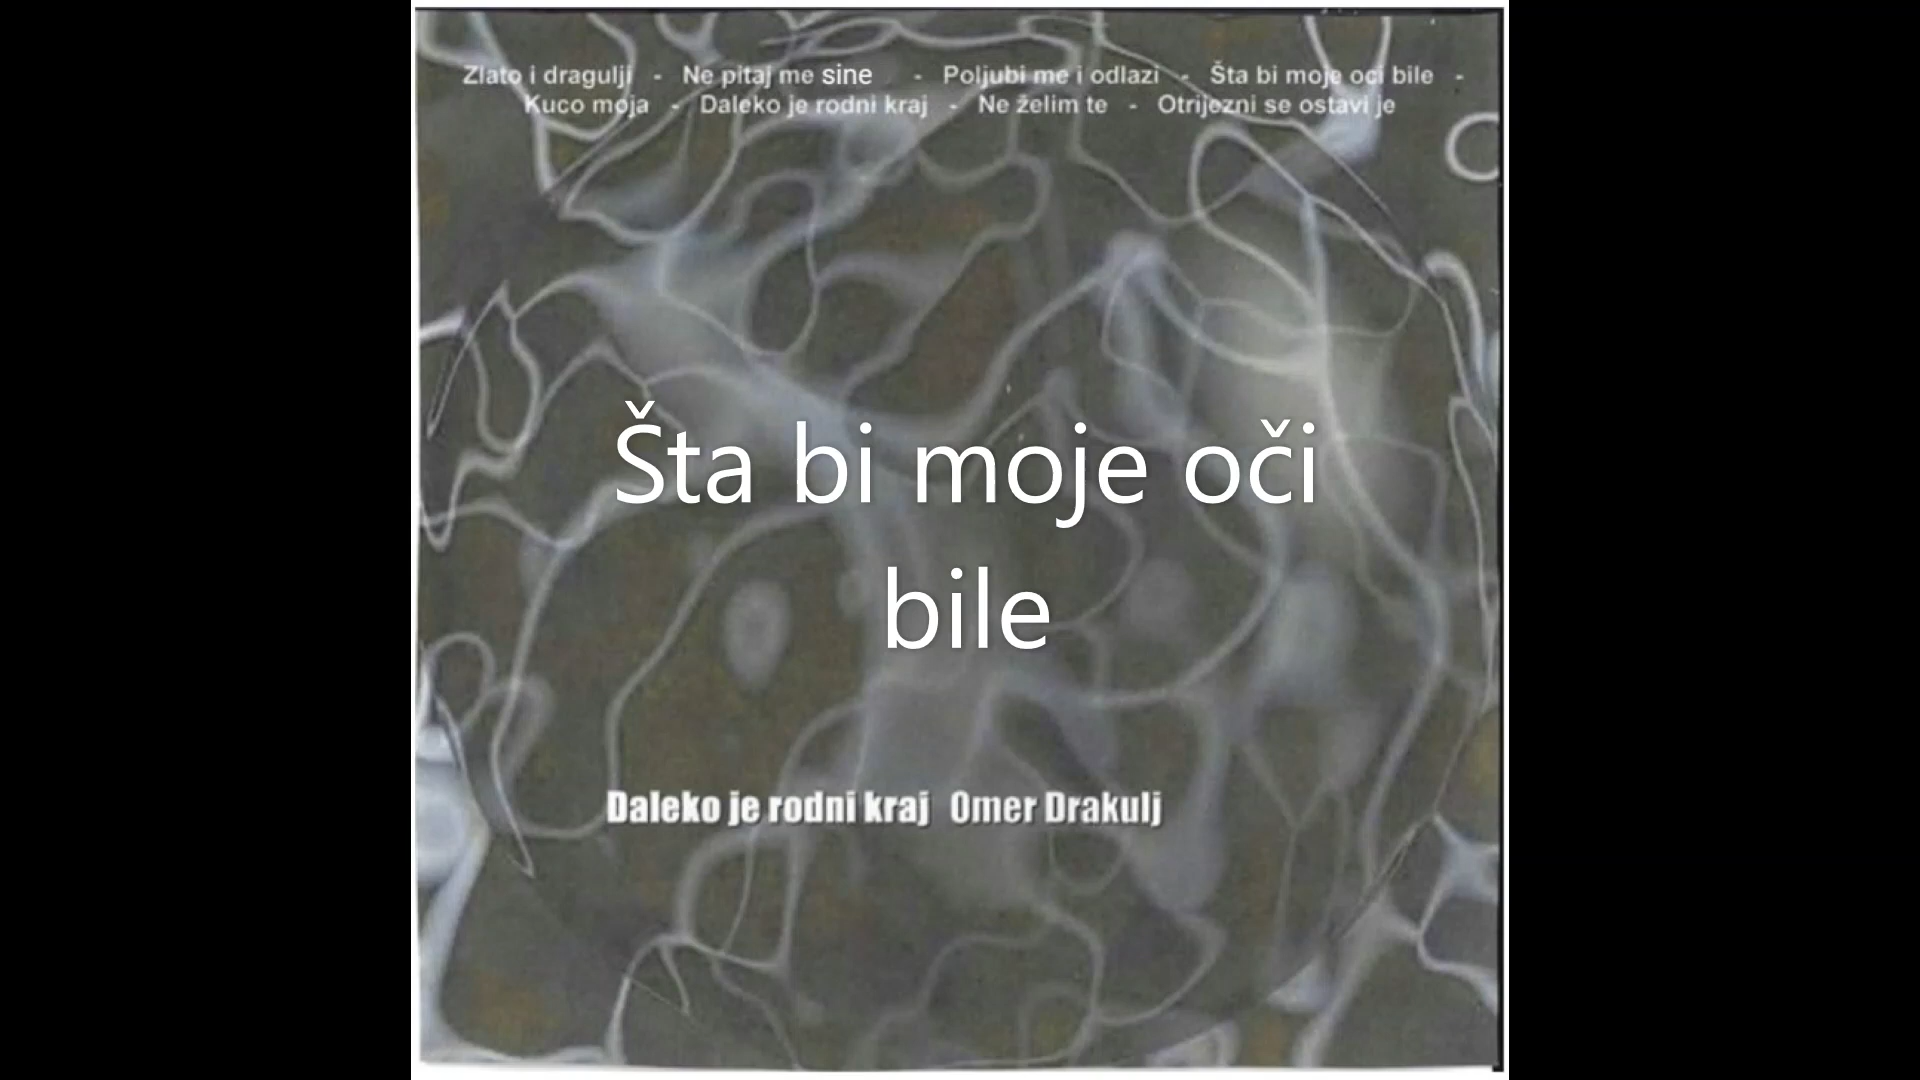 Zlato i dragulji - Ne pitaj me sine - Poljubi me i odlazi - Šta bi moje oci bile -
Kuco moja - Daleko je rodni kraj - Ne želim te - Otrijezni se ostavi je
Šta bi moje oči
bile
Daleko je rodni kraj Omer Drakulj